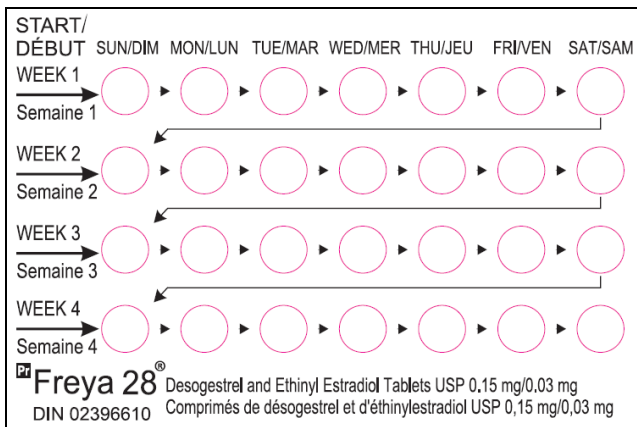 START/
DÉBUT SUN/DIM MON/LUN TUE/MAR WED/MER THU/JEU FRI/VEN SAT/SAM
WEEK 1
Semaine 1
WEEK 2
Semaine 2
WEEK 3
Semaine 3
WEEK 4
Semaine 4
Pr Freya 28® Desogestrel and Ethinyl Estradiol Tablets USP 0.15 mg/0,03 mg
DIN 02396610 Comprimés de désogestrel et d'éthinylestradiol USP 0,15 mg/0,03 mg